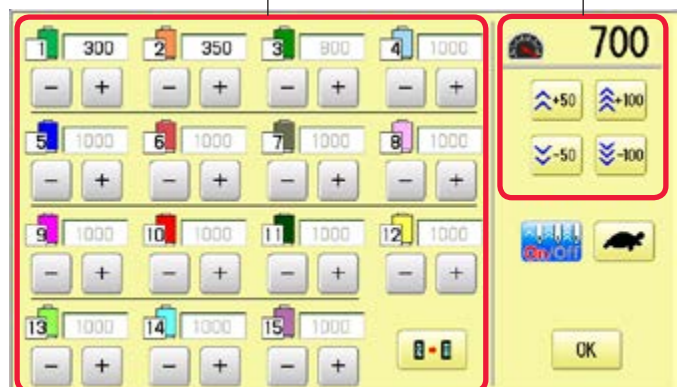 1 300 2 350 3 4 1000 700
- + - + - + - +
+50 +100
5 1000 6 1000 7 1000 8 1000
-50 -100
- + - + - + - +
9 1000 10 1000 11 1000 12 1000
On/Off
- + - + - + - +
13 1000 14 1000 15 1000
OK
- + - + - +